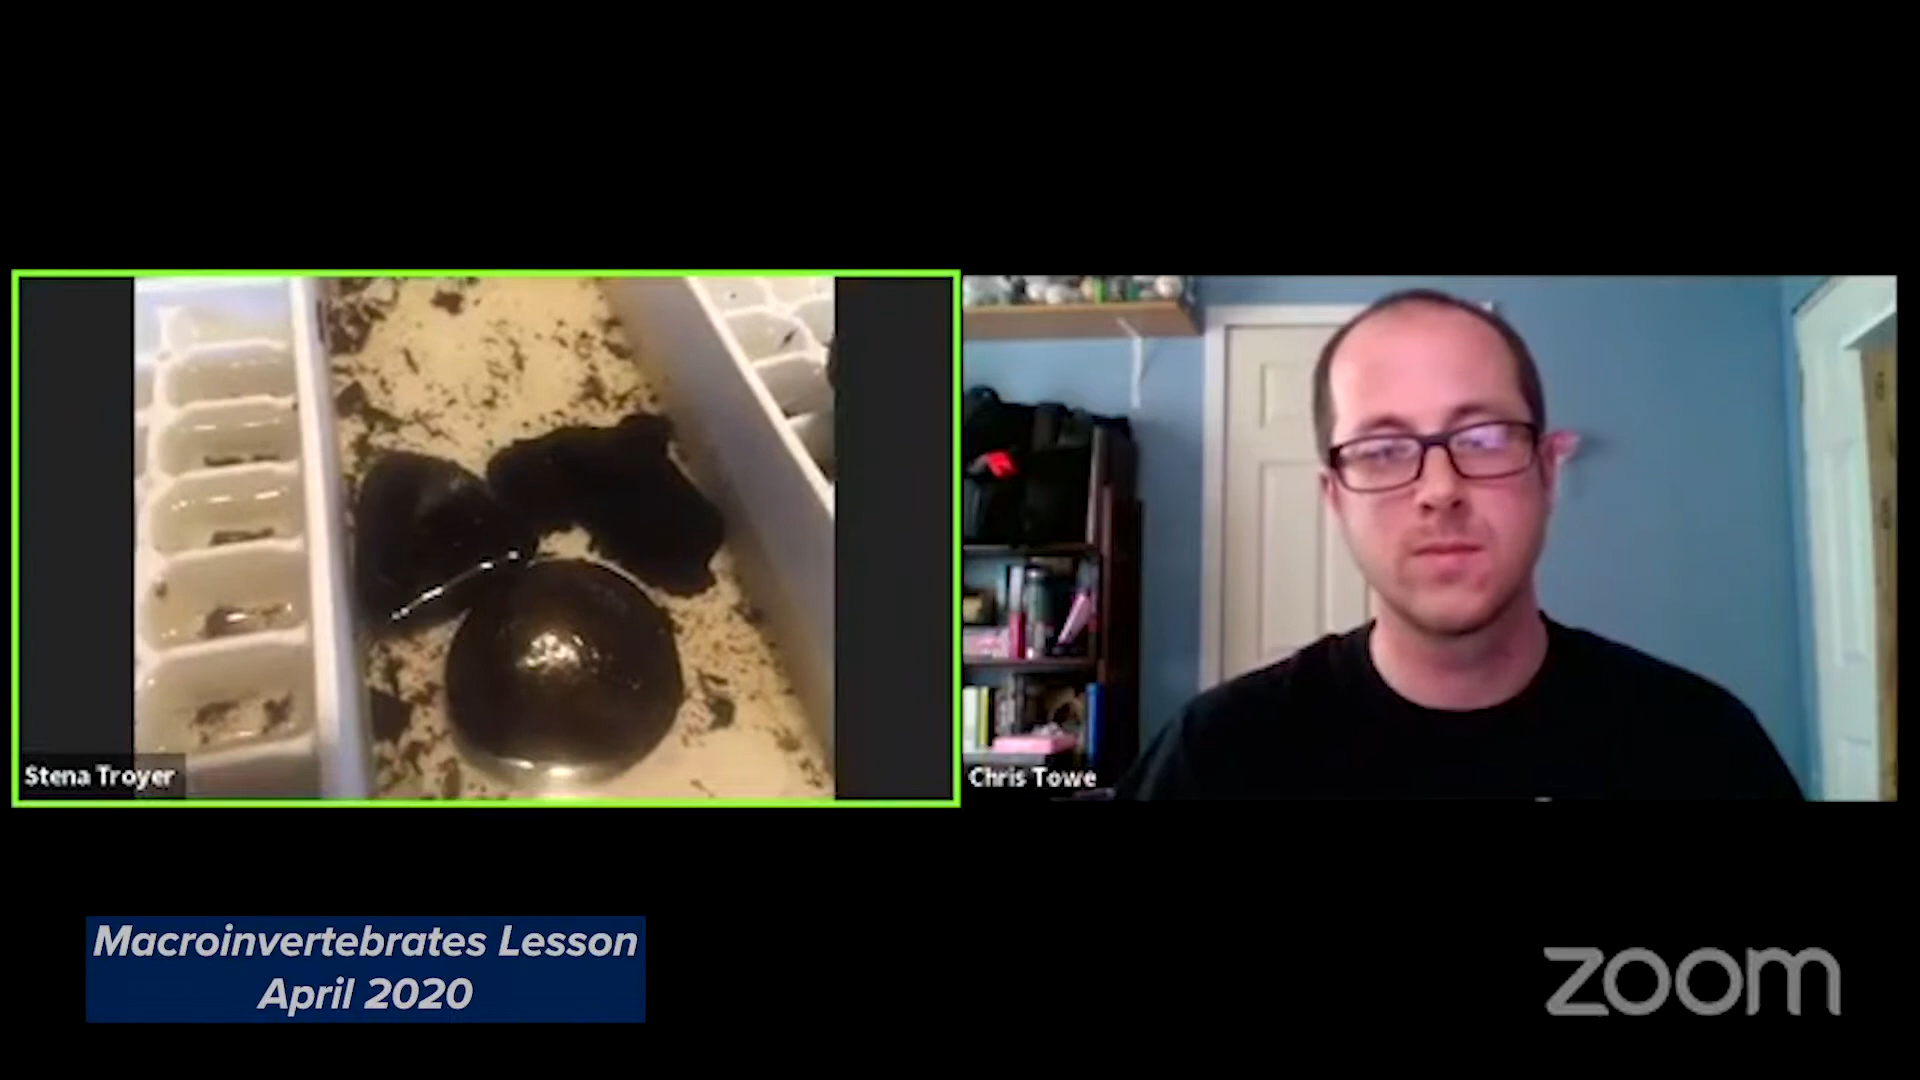 Stena Troyer
Chris Towe
Macroinvertebrates Lesson
April 2020
zoom